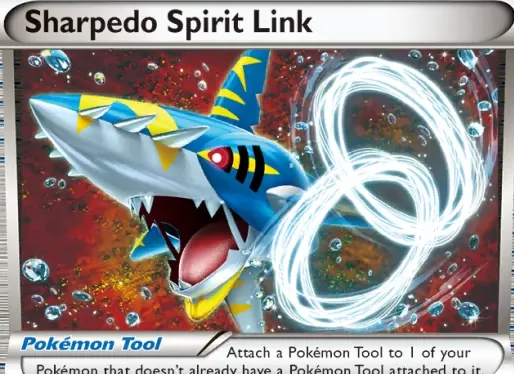 Sharpedo Spirit Link
Pokémon Tool
Attach a Pokémon Tool to 1 of your
Pokémon that doesn't already have a Pokémon Tool attached to it.